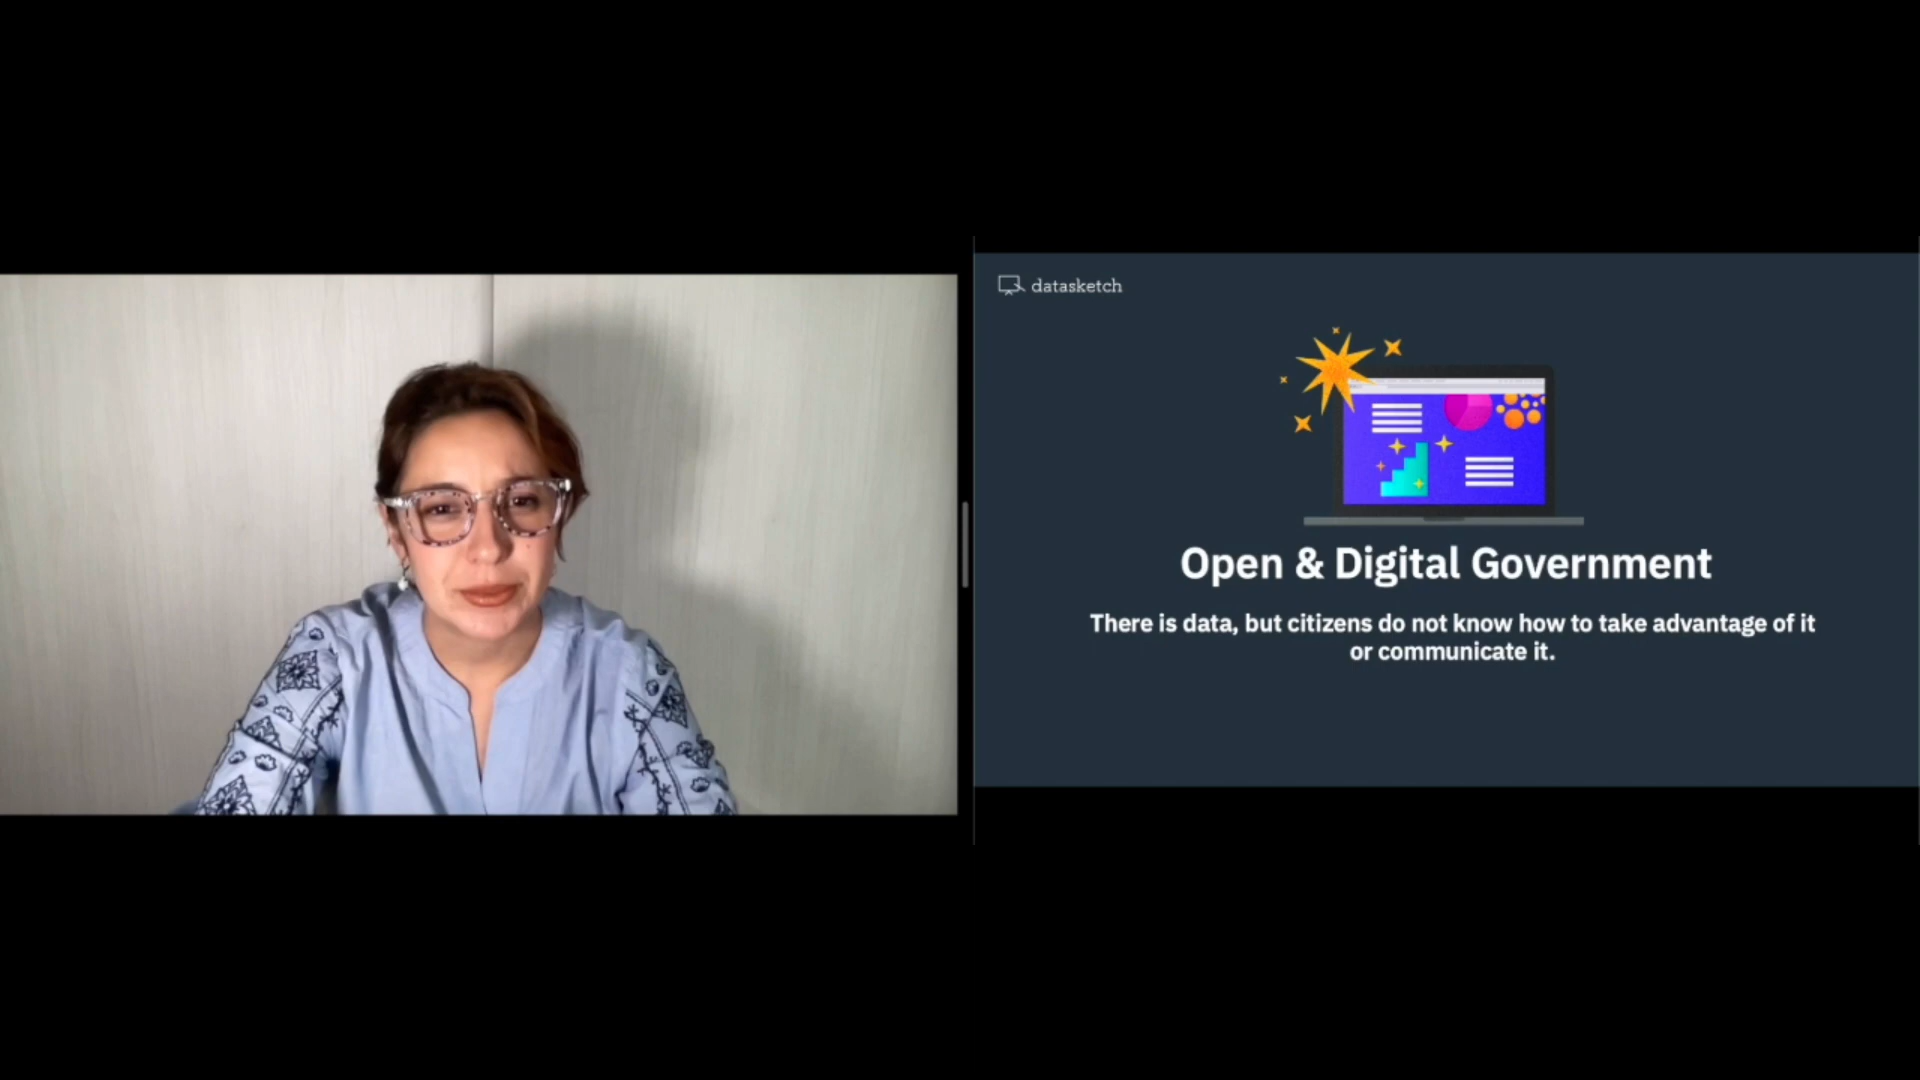 datasketch
Open & Digital Government
There is data, but citizens do not know how to take advantage of it
or communicate it.